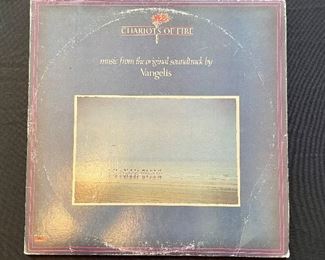 CHARIOTS OF FIRE
music from the original soundtrack by
Vangelis